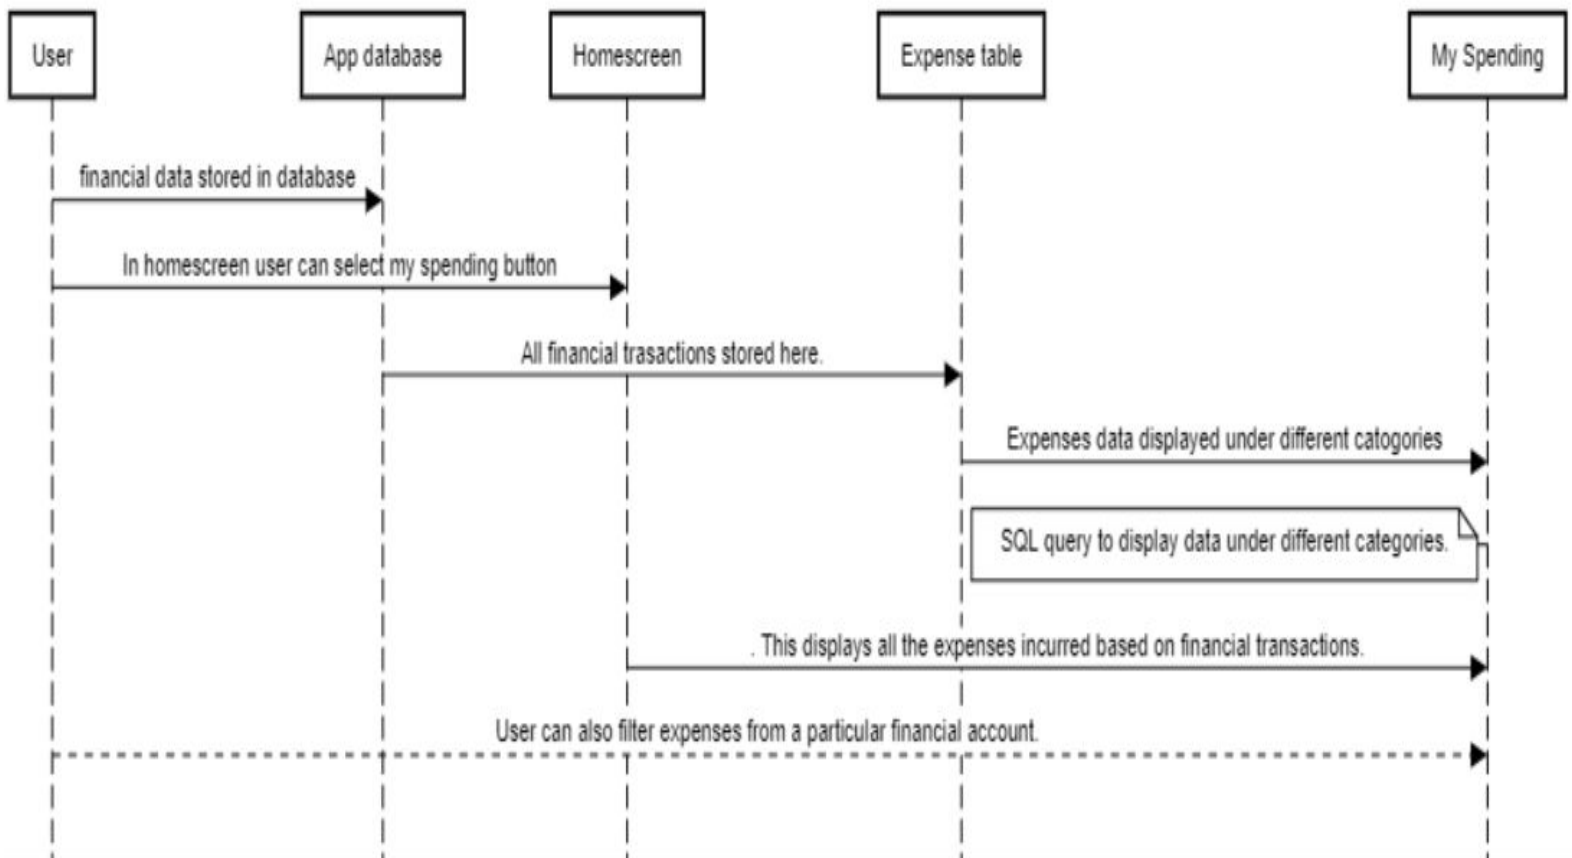 User
App database
Homescreen
Expense table
My Spending
financial data stored in database
In homescreen user can select my spending button
All financial trasactions stored here.
Expenses data displayed under different catogories
SQL query to display data under different categories.
. This displays all the expenses incurred based on financial transactions.
User can also filter expenses from a particular financial account.